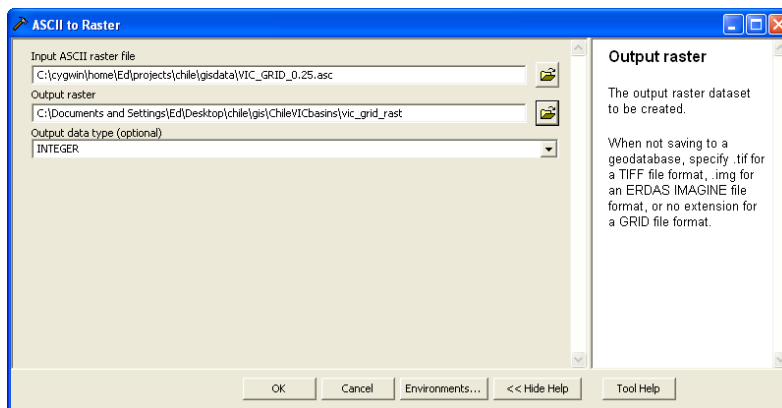 ASCII to Raster
Input ASCII raster file
C:\cygwin\home\Ed\projects\chile\gisdata\VIC_GRID_0.25.asc
Output raster
C:\Documents and Settings\Ed\Desktop\chile\gis\ChileVICbasins\vic_grid_rast
Output data type (optional)
INTEGER
Output raster
The output raster dataset
to be created.
When not saving to a
geodatabase, specify .tif for
a TIFF file format, .img for
an ERDAS IMAGINE file
format, or no extension for
a GRID file format.
OK
Cancel
Environments...
<< Hide Help
Tool Help